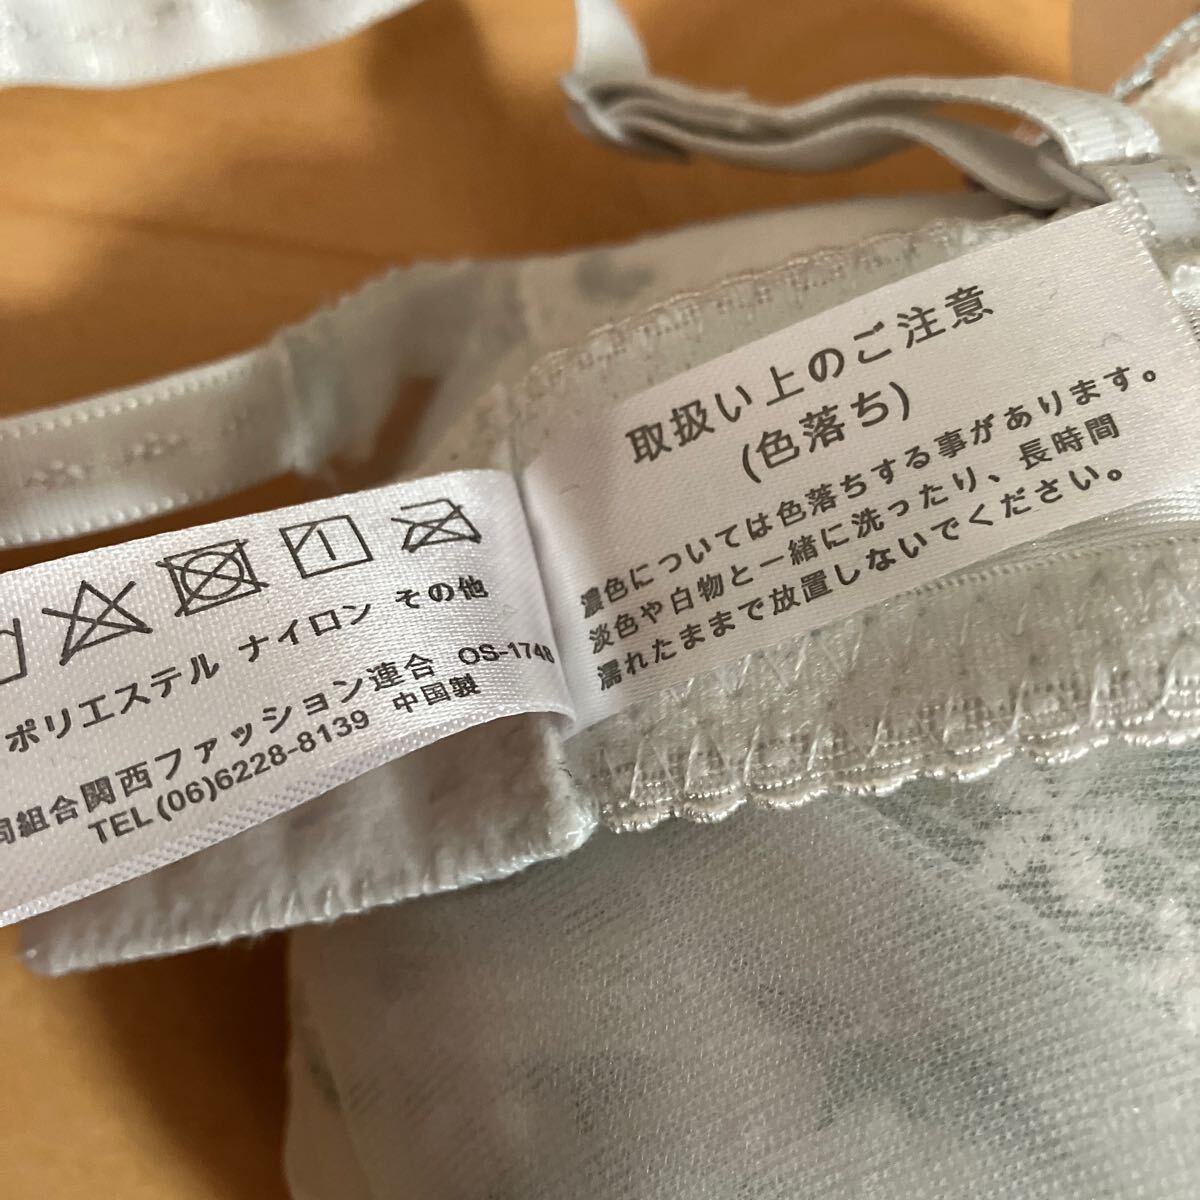 取扱い上のご注意
(色落ち)
濃色については色落ちする事があります。
淡色や白物と一緒に洗ったり、長時間
濡れたままで放置しないでください。
ポリエステル ナイロン その他
同組合関西ファッション連合 OS-1748
TEL(06)6228-8139 中国製